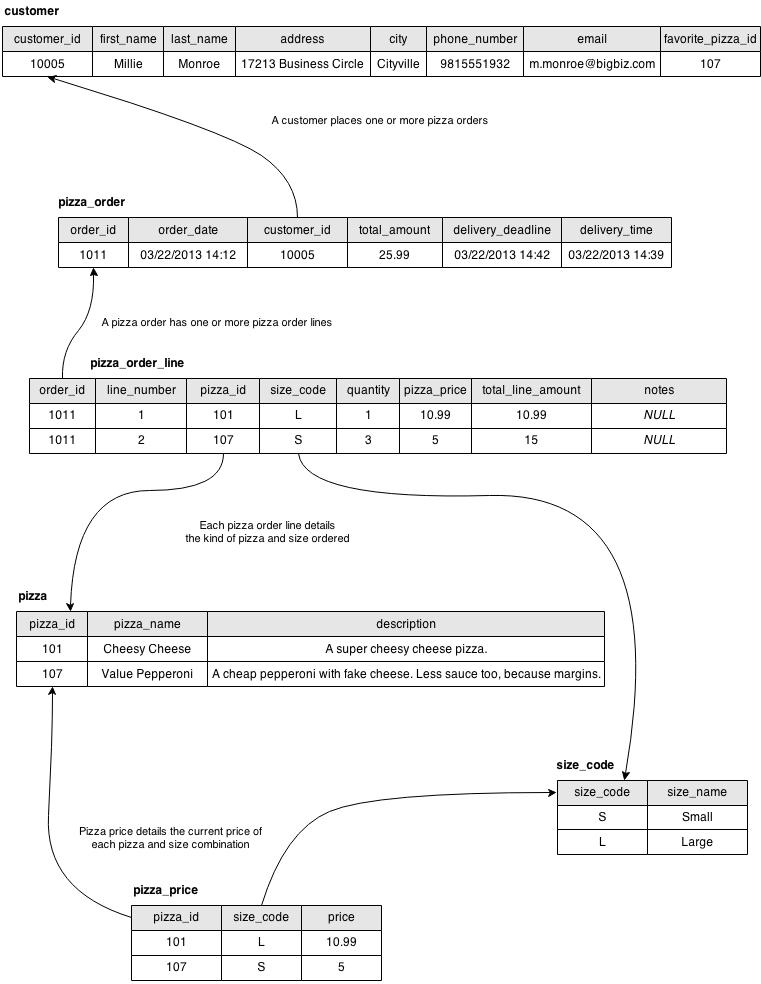 customer
customer_id first_name last_name address city phone_number email favorite_pizza_id
10005 Millie Monroe 17213 Business Circle Cityville 9815551932 m.monroe@bigbiz.com 107
A customer places one or more pizza orders
pizza_order
order_id order_date customer_id total_amount delivery_deadline delivery_time
1011 03/22/2013 14:12 10005 25.99 03/22/2013 14:42 03/22/2013 14:39
A pizza order has one or more pizza order lines
pizza_order_line
order_id line_number pizza_id size_code quantity pizza_price total_line_amount notes
1011 1 101 L 1 10.99 10.99 NULL
1011 2 107 S 3 5 15 NULL
Each pizza order line details
the kind of pizza and size ordered
pizza
pizza_id pizza_name description
101 Cheesy Cheese A super cheesy cheese pizza.
107 Value Pepperoni A cheap pepperoni with fake cheese. Less sauce too, because margins.
size_code
size_code size_name
S Small
L Large
Pizza price details the current price of
each pizza and size combination
pizza_price
pizza_id size_code price
101 L 10.99
107 S 5